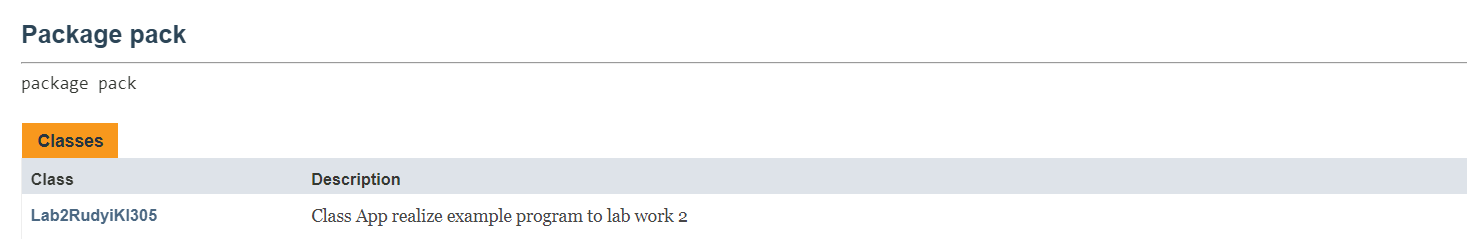 Package pack
package pack
Classes
Class Description
Lab2RudyiKI305 Class App realize example program to lab work 2